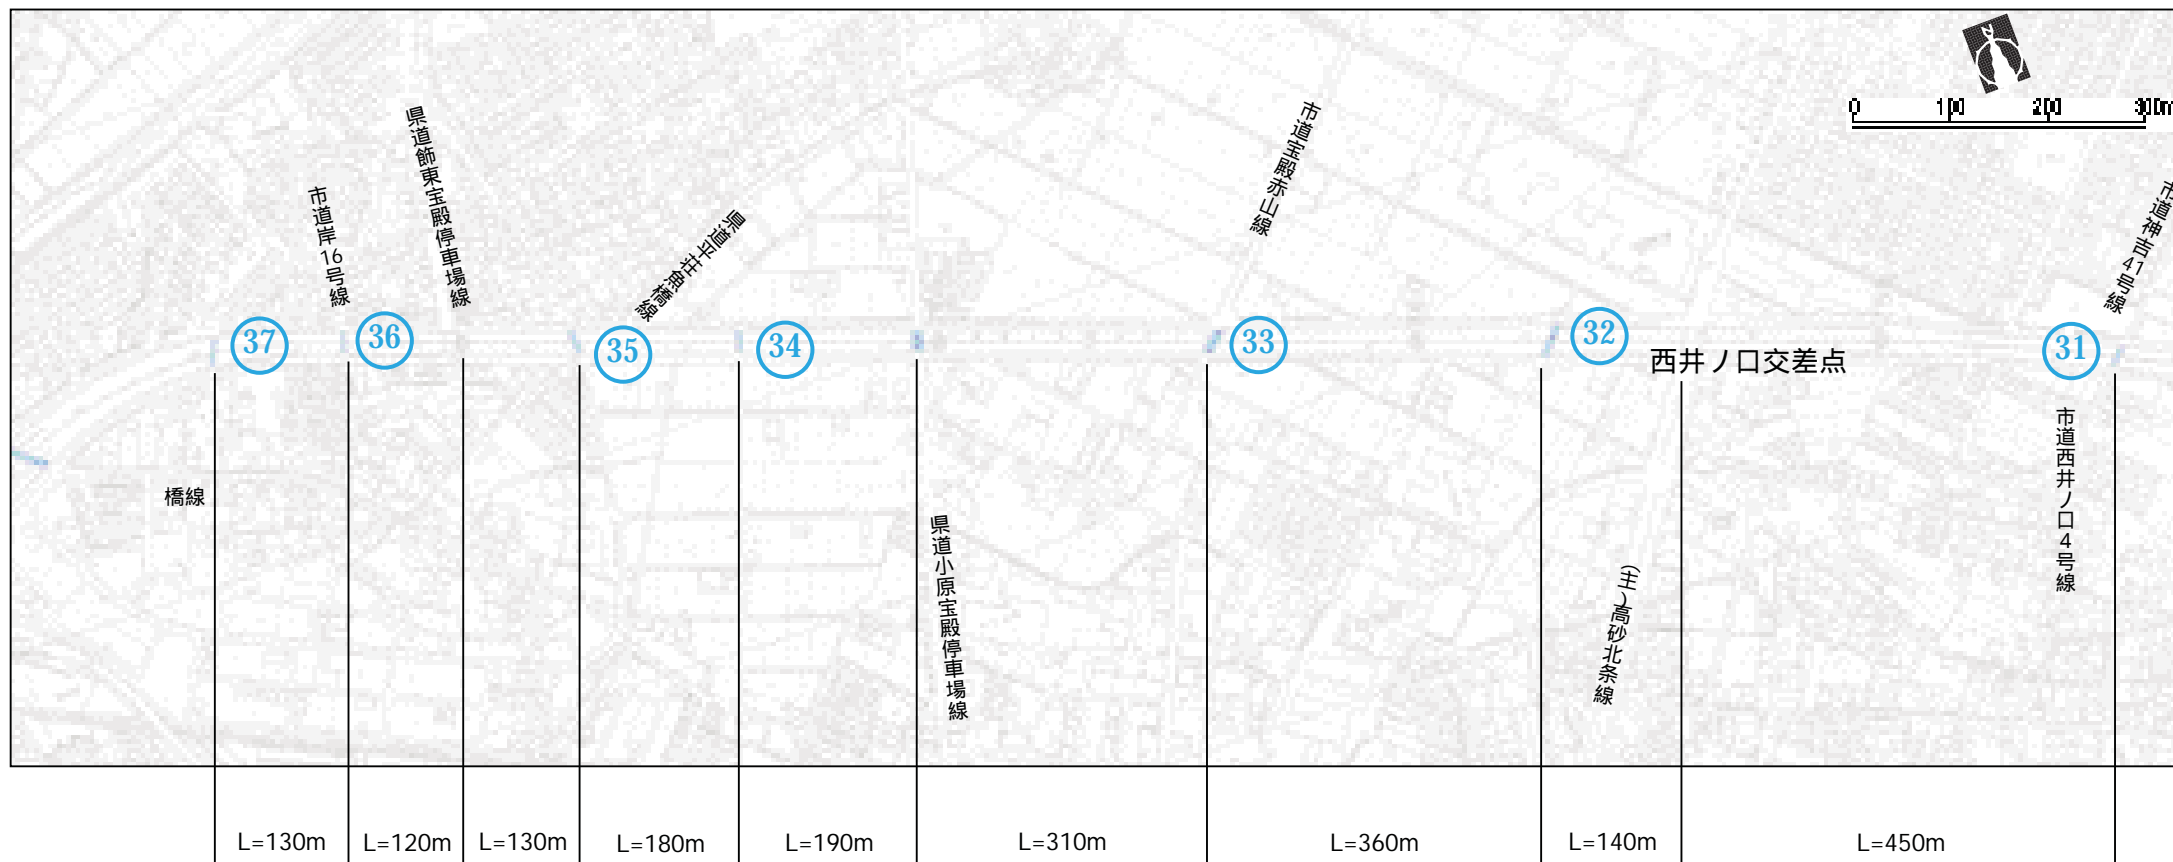 0 100 200 300m
市道岸16号線
県道飾東宝殿停車場線
県道平荘魚橋線
市道宝殿赤山線
市道神吉41号線
37
36
35
34
33
32
31
西井ノ口交差点
橋線
県道小原宝殿停車場線
(主)高砂北条線
市道西井ノ口4号線
L=130m
L=120m
L=130m
L=180m
L=190m
L=310m
L=360m
L=140m
L=450m